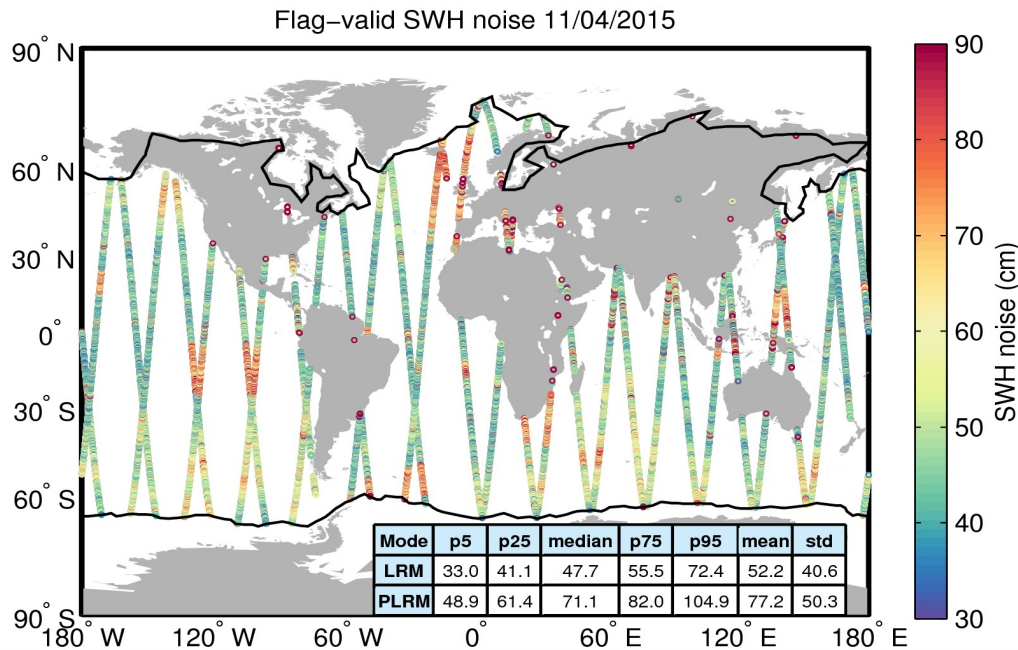 Flag−valid SWH noise 11/04/2015
90° N
60° N
30° N
0°
30° S
60° S
90° S
180° W
120° W
60° W
0°
60° E
120° E
180° E
Mode p5 p25 median p75 p95 mean std
LRM 33.0 41.1 47.7 55.5 72.4 52.2 40.6
PLRM 48.9 61.4 71.1 82.0 104.9 77.2 50.3
90
80
70
60
50
40
30
SWH noise (cm)